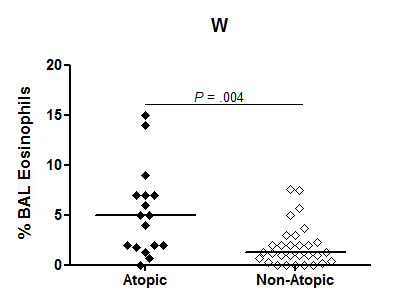 W
% BAL Eosinophils
20
15
10
5
0
P = .004
Atopic
Non-Atopic